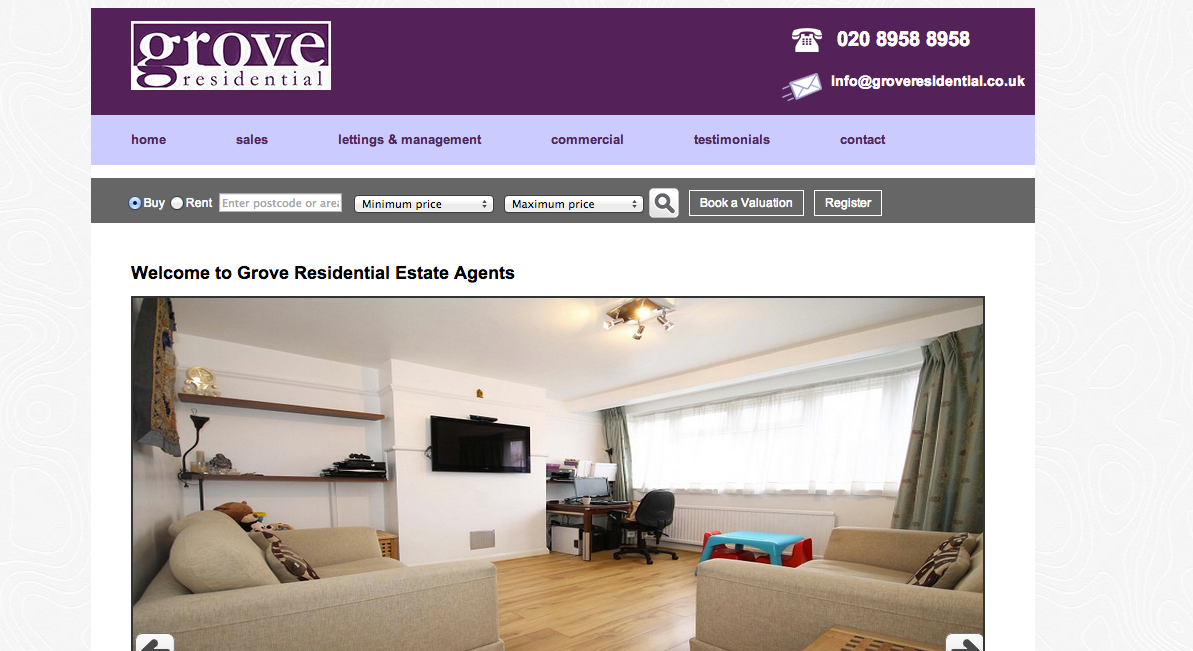 grove
residential
020 8958 8958
info@groveresidential.co.uk
home sales lettings & management commercial testimonials contact
Buy Rent Enter postcode or area Minimum price Maximum price Book a Valuation Register
Welcome to Grove Residential Estate Agents